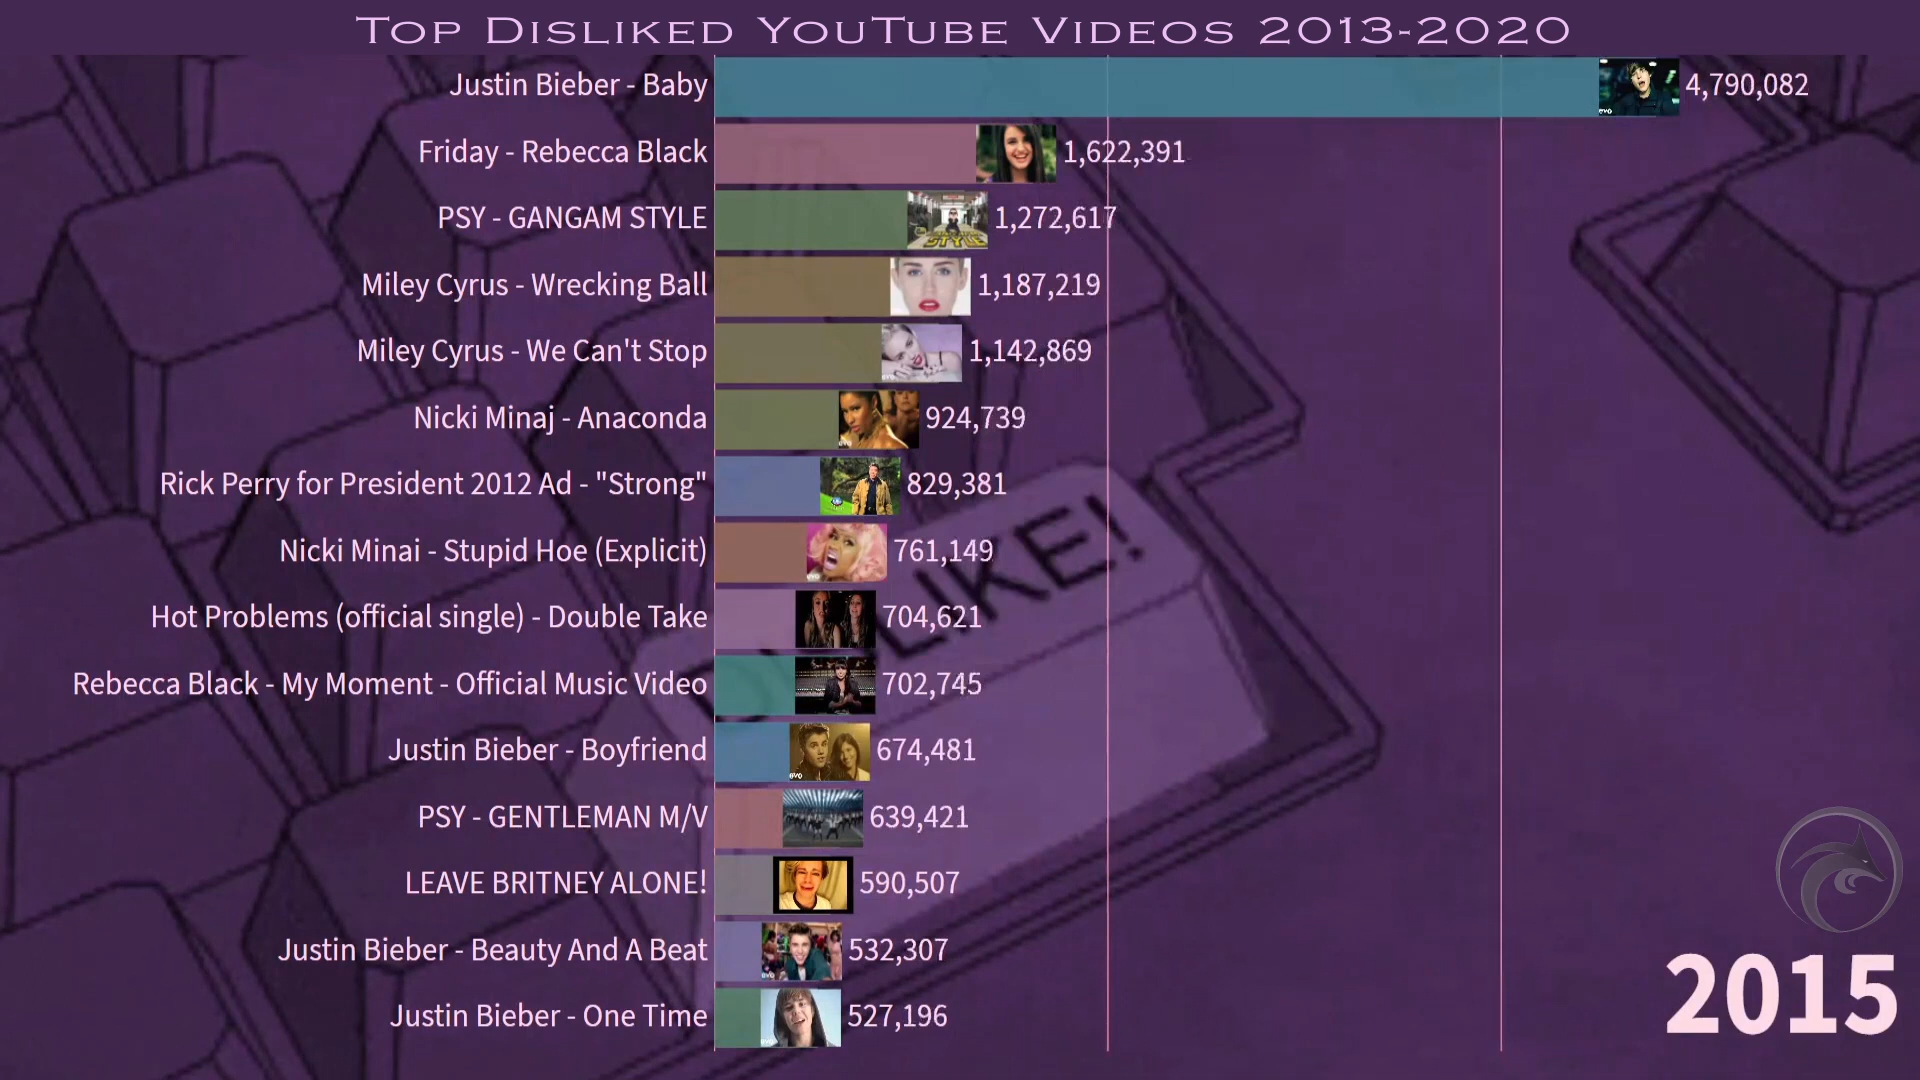 Top Disliked YouTube Videos 2013-2020
Justin Bieber - Baby 4,790,082
Friday - Rebecca Black 1,622,391
PSY - GANGAM STYLE 1,272,617
Miley Cyrus - Wrecking Ball 1,187,219
Miley Cyrus - We Can't Stop 1,142,869
Nicki Minaj - Anaconda 924,739
Rick Perry for President 2012 Ad - "Strong" 829,381
Nicki Minai - Stupid Hoe (Explicit) 761,149
Hot Problems (official single) - Double Take 704,621
Rebecca Black - My Moment - Official Music Video 702,745
Justin Bieber - Boyfriend 674,481
PSY - GENTLEMAN M/V 639,421
LEAVE BRITNEY ALONE! 590,507
Justin Bieber - Beauty And A Beat 532,307
Justin Bieber - One Time 527,196
DISLIKE!
2015